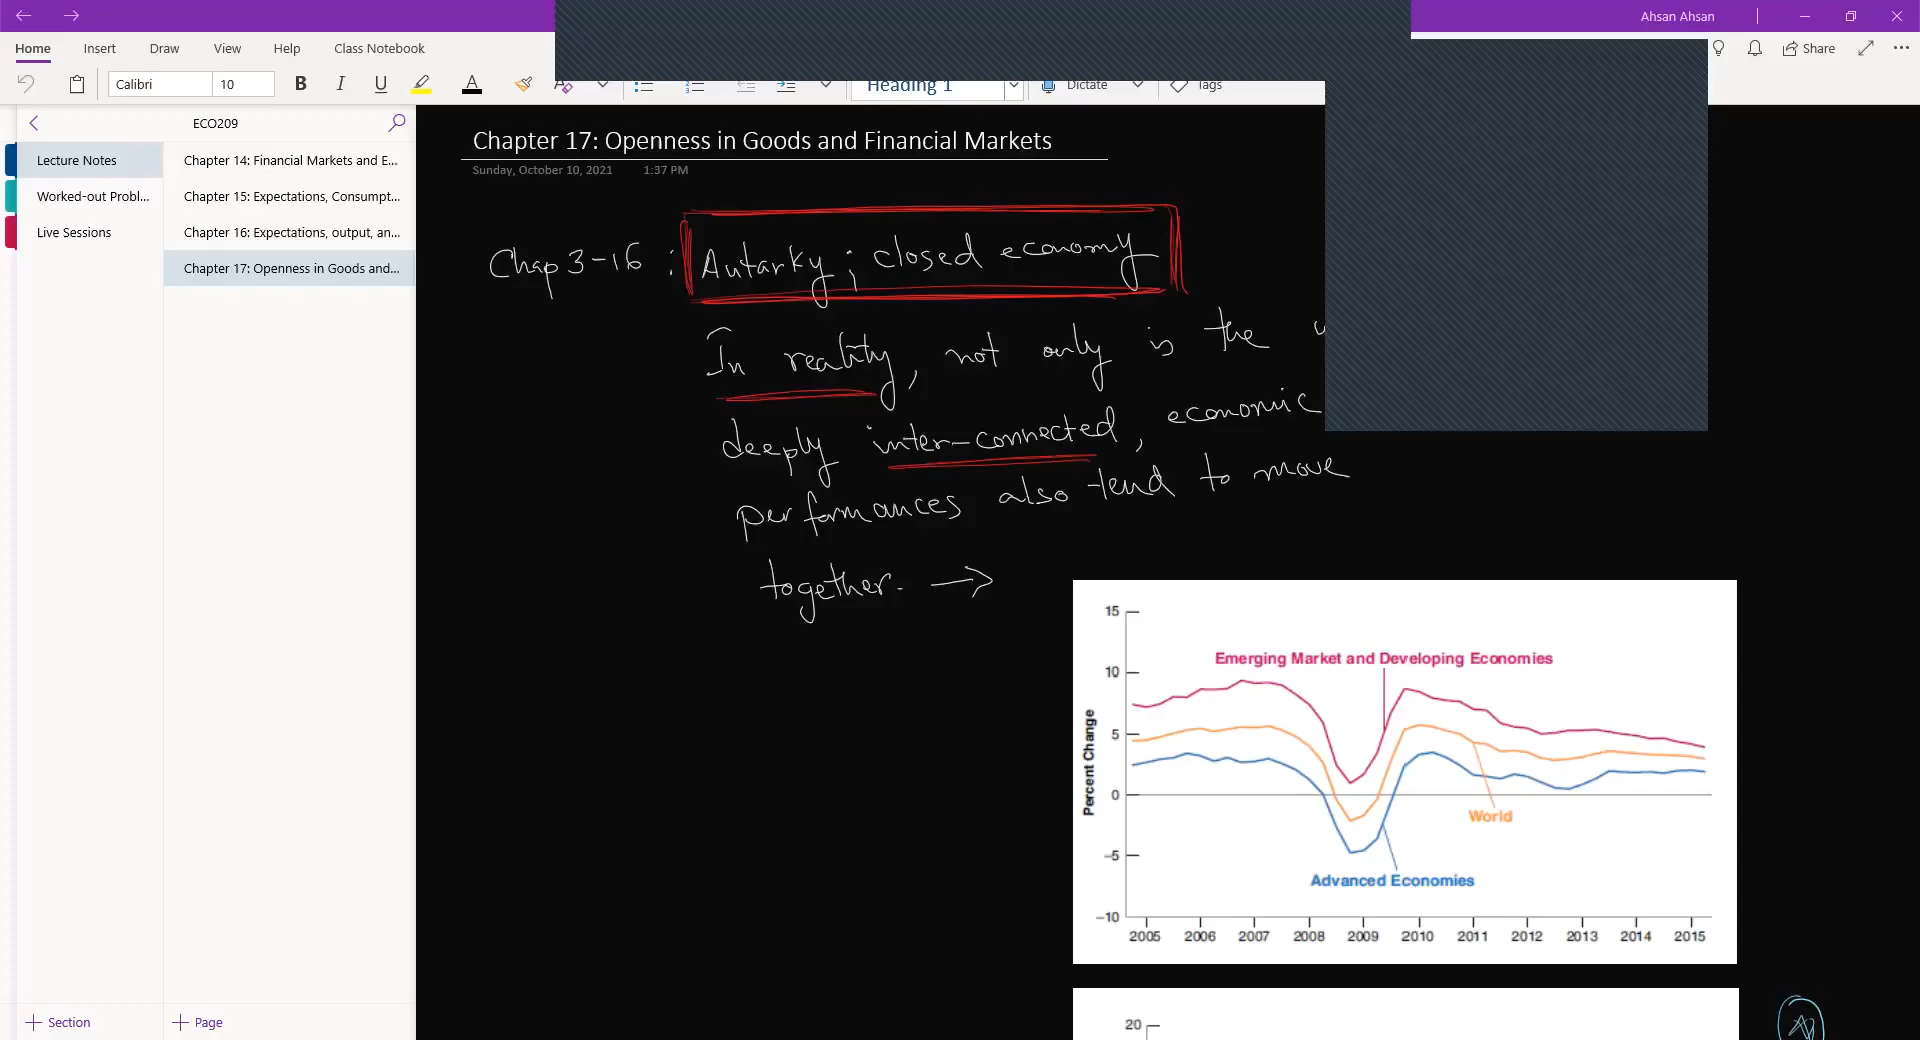 Ahsan Ahsan
Home Insert Draw View Help Class Notebook
Share
Calibri 10 B I U A
Heading 1 Dictate Tags
ECO209
Lecture Notes
Worked-out Probl...
Live Sessions
Chapter 14: Financial Markets and E...
Chapter 15: Expectations, Consumpt...
Chapter 16: Expectations, output, an...
Chapter 17: Openness in Goods and...
Chapter 17: Openness in Goods and Financial Markets
Sunday, October 10, 2021 1:37 PM
Chap 3-16 : Autarky; closed economy
In reality, not only is the
deeply inter-connected, economic
performances also tend to move
together. →
15
10
5
0
-5
-10
Percent Change
Emerging Market and Developing Economies
World
Advanced Economies
2005 2006 2007 2008 2009 2010 2011 2012 2013 2014 2015
20
+ Section
+ Page